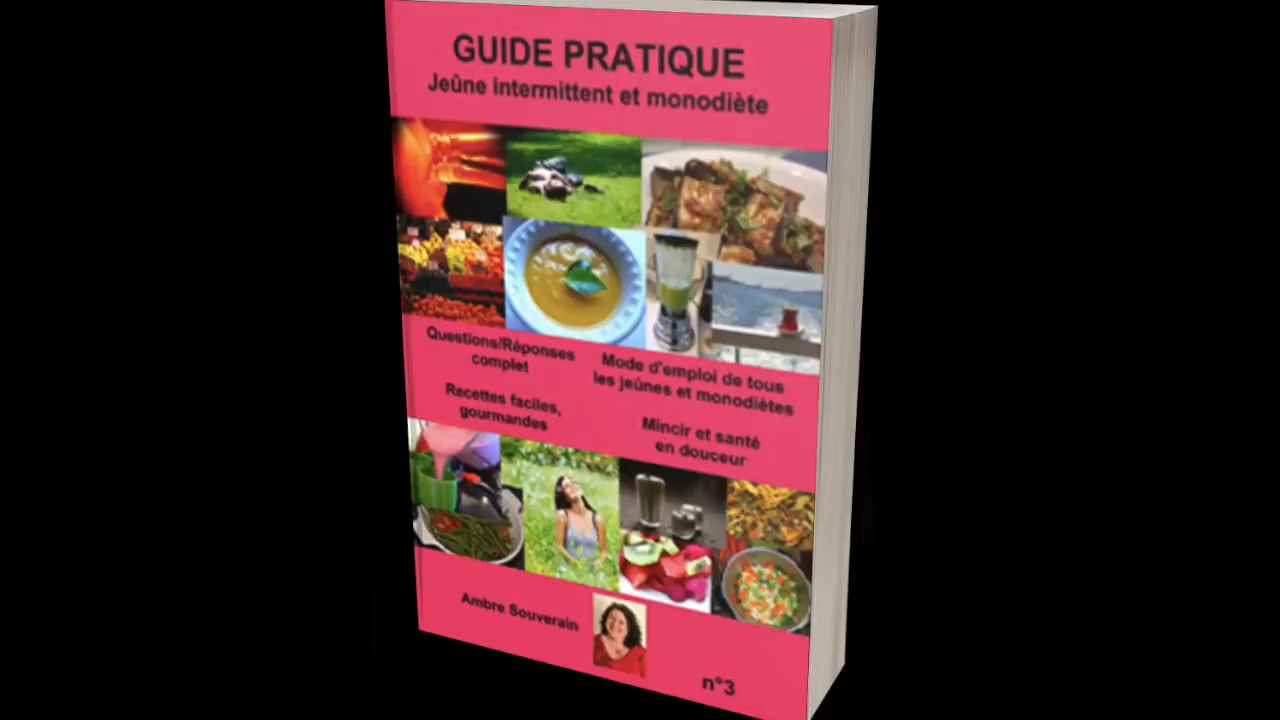 GUIDE PRATIQUE
Jeûne intermittent et monodiète
Questions/Réponses
complet
Mode d'emploi de tous
les jeûnes et monodiètes
Recettes faciles,
gourmandes
Mincir et santé
en douceur
Ambre Souverain
n°3